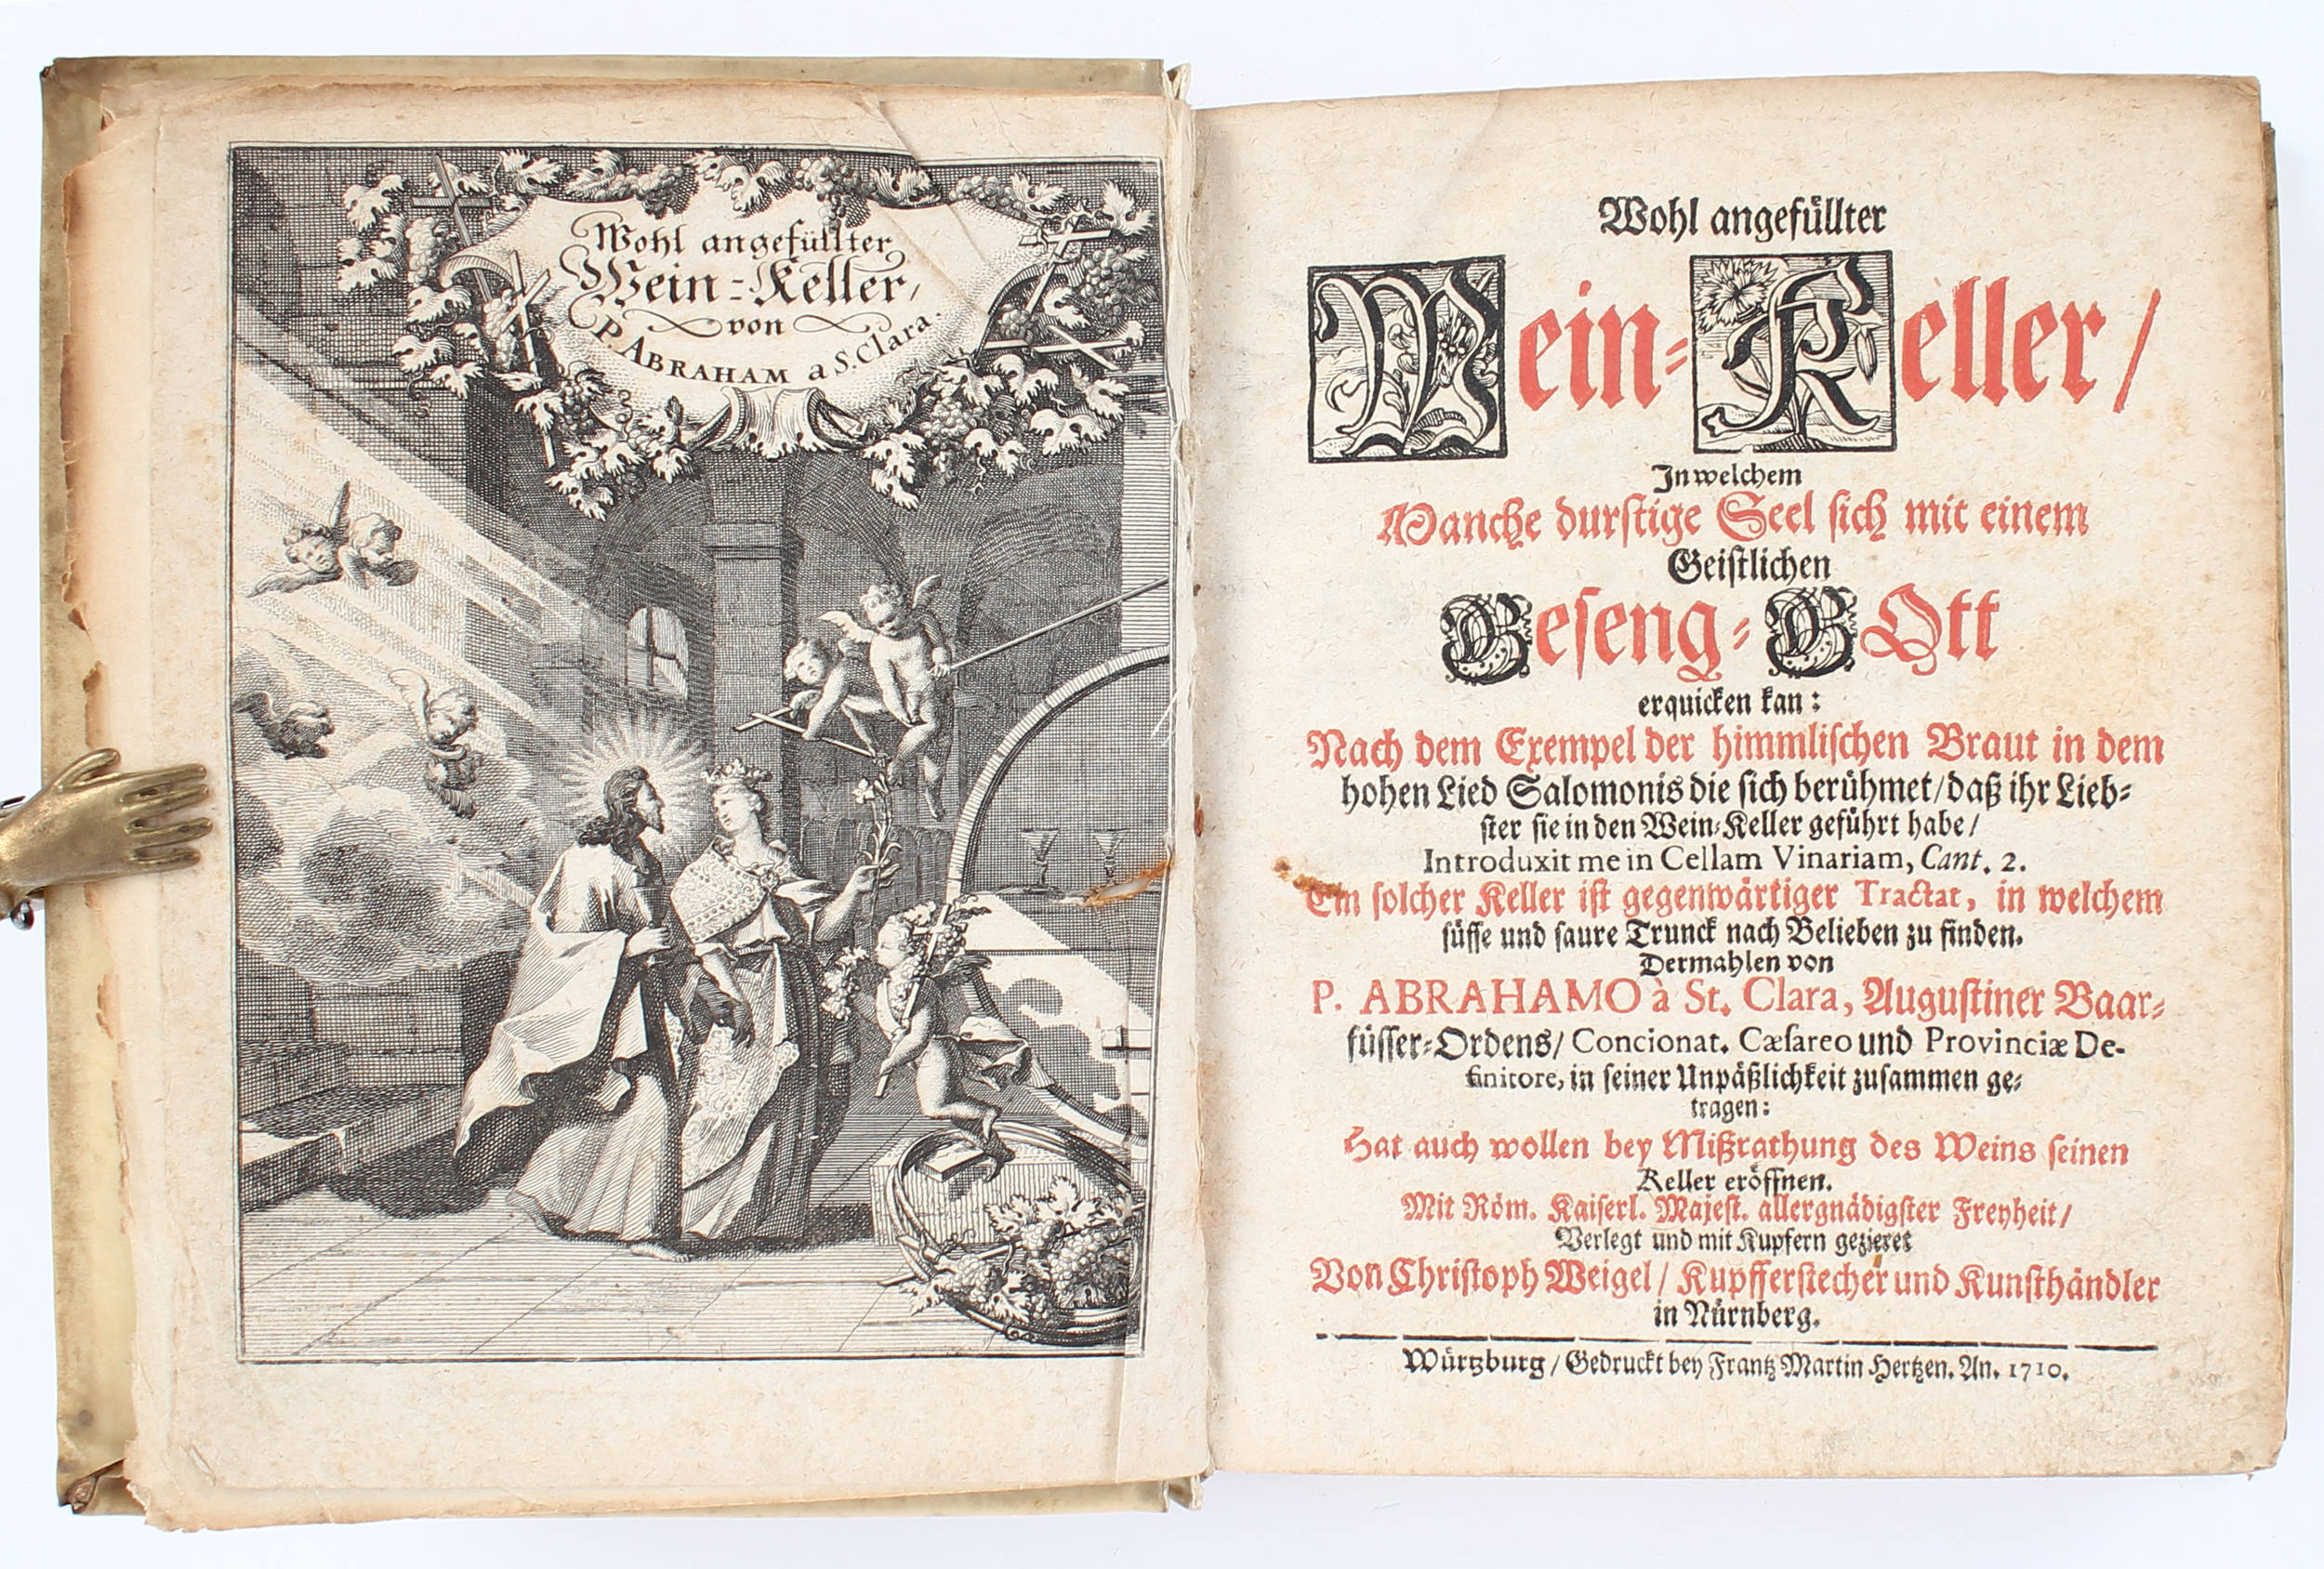 Wohl angefüllter
Wein-Keller,
von
P. ABRAHAM a S. Clara.
Wohl angefüllter
Wein-Keller/
In welchem
Manche durſtige Seel ſich mit einem
Geiſtlichen
Geſeng-GOtt
erquicken kan:
Nach dem Exempel der himmliſchen Braut in dem
hohen Lied Salomonis die ſich berühmet/ daß ihr Lieb-
ſter ſie in den Wein-Keller geführt habe/
Introduxit me in Cellam Vinariam, Cant. 2.
Ein ſolcher Keller iſt gegenwärtiger Tractat, in welchem
ſüſſe und ſaure Trunck nach Belieben zu finden.
Dermahlen von
P. ABRAHAMO à St. Clara, Auguſtiner Baar-
füſſer-Ordens/ Concionat. Cæſareo und Provinciæ De-
finitore, in ſeiner Unpäßlichkeit zuſammen ge-
tragen:
Hat auch wollen bey Mißrathung des Weins ſeinen
Keller eröffnen.
Mit Röm. Kaiſerl. Majeſt. allergnädigſter Freyheit/
Verlegt und mit Kupfern gezieret
Von Chriſtoph Weigel/ Kupfferſtecher und Kunſthändler
in Nürnberg.
Würtzburg/ Gedruckt bey Frantz Martin Hertzen. An. 1710.